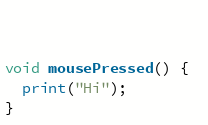 void mousePressed() {
  print("Hi");
}